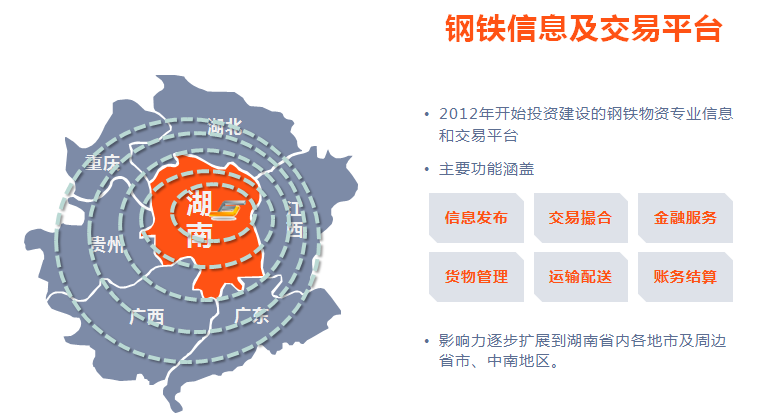 钢铁信息及交易平台
• 2012年开始投资建设的钢铁物资专业信息
和交易平台
• 主要功能涵盖
信息发布 交易撮合 金融服务
货物管理 运输配送 账务结算
• 影响力逐步扩展到湖南省内各地市及周边
省市、中南地区。
湖北
重庆
湖南
江西
贵州
广西
广东